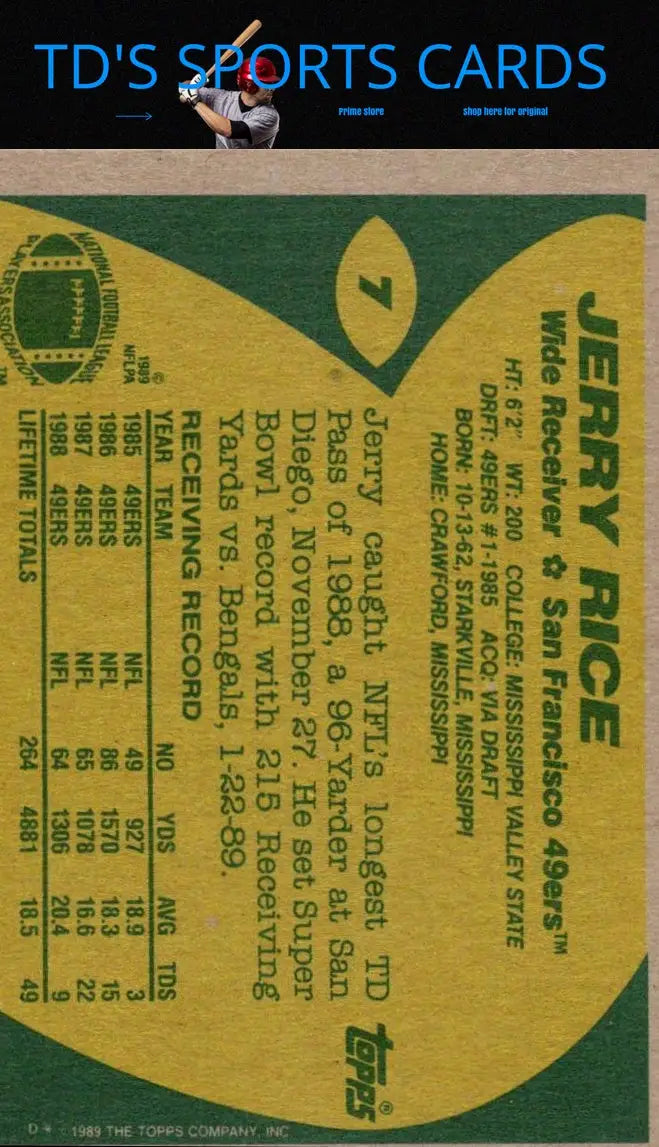 TD'S SPORTS CARDS
Prime store
shop here for original
7
JERRY RICE
Wide Receiver ✿ San Francisco 49ers™
HT: 6'2" WT: 200 COLLEGE: MISSISSIPPI VALLEY STATE
DRFT: 49ERS #1-1985 ACQ: VIA DRAFT
BORN: 10-13-62, STARKVILLE, MISSISSIPPI
HOME: CRAWFORD, MISSISSIPPI
Jerry caught NFL's longest TD
Pass of 1988, a 96-Yarder at San
Diego, November 27. He set Super
Bowl record with 215 Receiving
Yards vs. Bengals, 1-22-89.
RECEIVING RECORD
YEAR TEAM NO YDS AVG TDS
1985 49ERS NFL 49 927 18.9 3
1986 49ERS NFL 86 1570 18.3 15
1987 49ERS NFL 65 1078 16.6 22
1988 49ERS NFL 64 1306 20.4 9
LIFETIME TOTALS 264 4881 18.5 49
NATIONAL FOOTBALL LEAGUE
PLAYERS ASSOCIATION
TM
©
1989
NFLPA
topps®
D * 1989 THE TOPPS COMPANY, INC